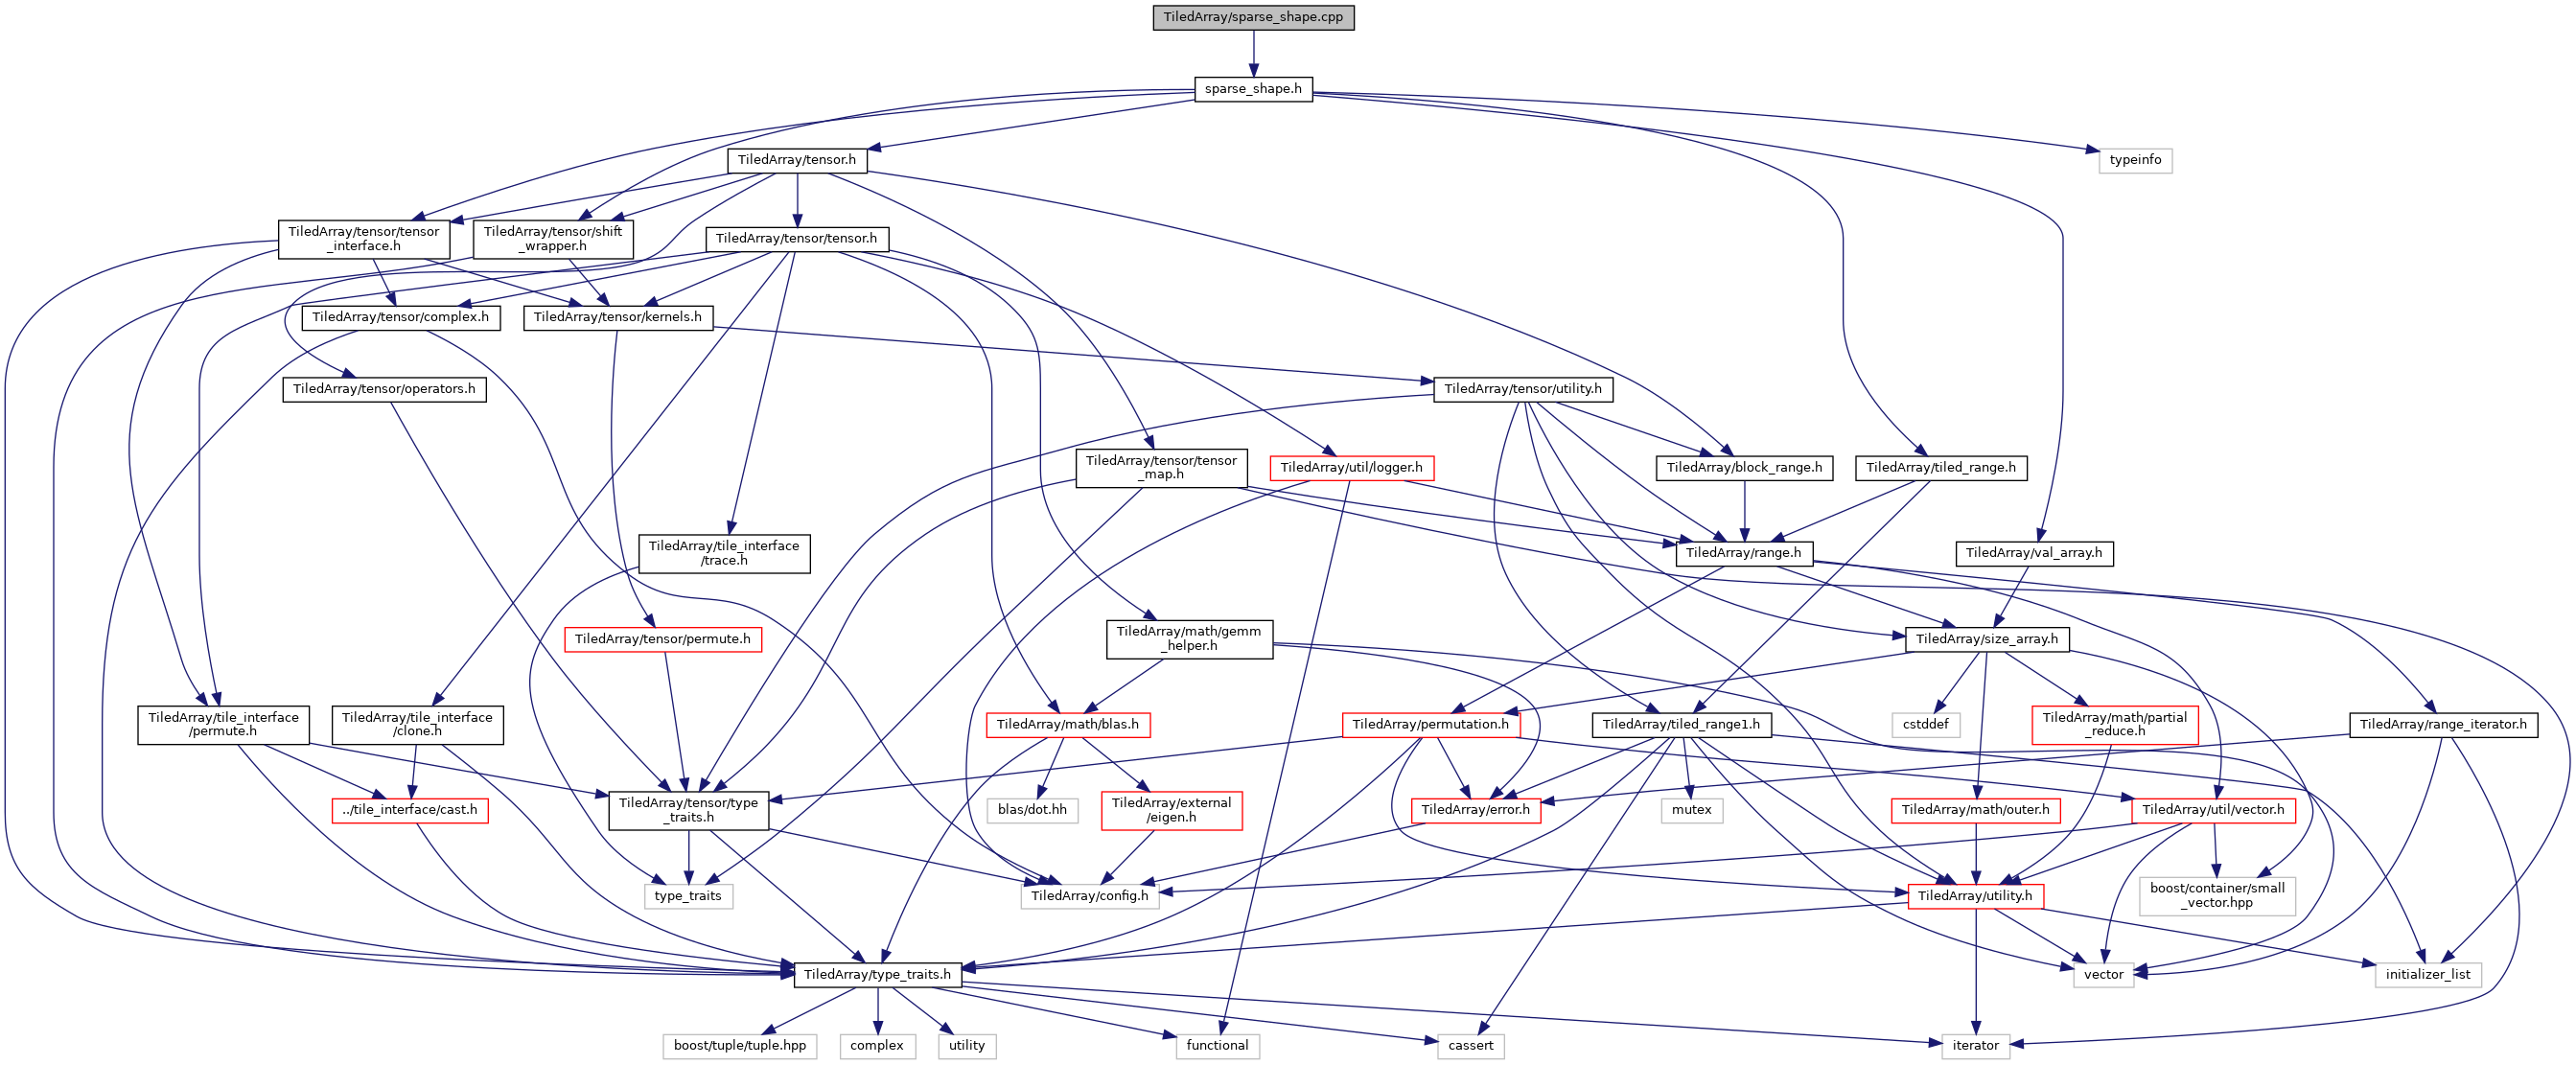 TiledArray/sparse_shape.cpp
sparse_shape.h
TiledArray/tensor.h
typeinfo
TiledArray/tensor/tensor
_interface.h
TiledArray/tensor/shift
_wrapper.h
TiledArray/tensor/tensor.h
TiledArray/tensor/complex.h
TiledArray/tensor/kernels.h
TiledArray/tensor/operators.h
TiledArray/tensor/utility.h
TiledArray/tensor/tensor
_map.h
TiledArray/util/logger.h
TiledArray/block_range.h
TiledArray/tiled_range.h
TiledArray/tile_interface
/trace.h
TiledArray/range.h
TiledArray/val_array.h
TiledArray/tensor/permute.h
TiledArray/math/gemm
_helper.h
TiledArray/size_array.h
TiledArray/tile_interface
/permute.h
TiledArray/tile_interface
/clone.h
TiledArray/math/blas.h
TiledArray/permutation.h
TiledArray/tiled_range1.h
cstddef
TiledArray/math/partial
_reduce.h
TiledArray/range_iterator.h
../tile_interface/cast.h
TiledArray/tensor/type
_traits.h
blas/dot.hh
TiledArray/external
/eigen.h
TiledArray/error.h
mutex
TiledArray/math/outer.h
TiledArray/util/vector.h
type_traits
TiledArray/config.h
TiledArray/utility.h
boost/container/small
_vector.hpp
TiledArray/type_traits.h
vector
initializer_list
boost/tuple/tuple.hpp
complex
utility
functional
cassert
iterator